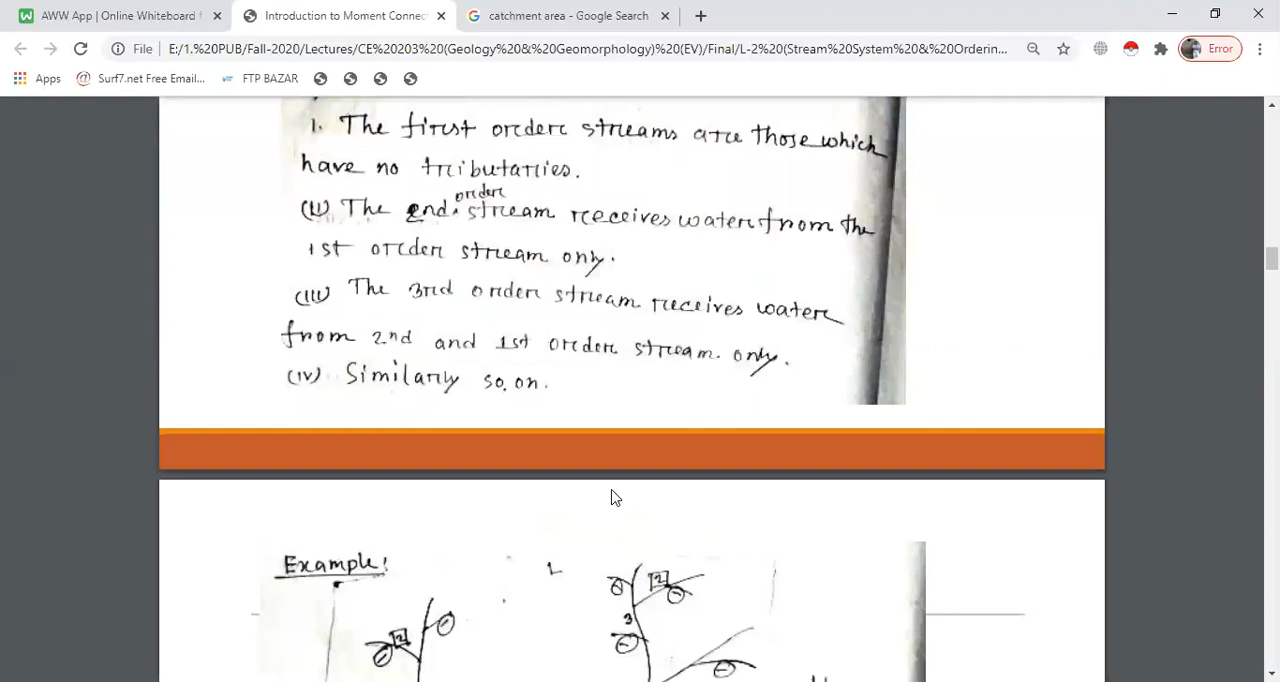 AWW App | Online Whiteboard f
Introduction to Moment Connec
catchment area - Google Search
File
E:/1.%20PUB/Fall-2020/Lectures/CE%20203%20(Geology%20&%20Geomorphology)%20(EV)/Final/L-2%20(Stream%20System%20&%20Orderin...
Error
Apps
Surf7.net Free Email...
FTP BAZAR
1. The first order streams are those which
have no tributaries.
order
(ii) The 2nd stream receives water from the
1st order stream only.
(iii) The 3rd order stream receives water
from 2nd and 1st order stream only.
(iv) Similarly so, on.
Example:
2
2
3